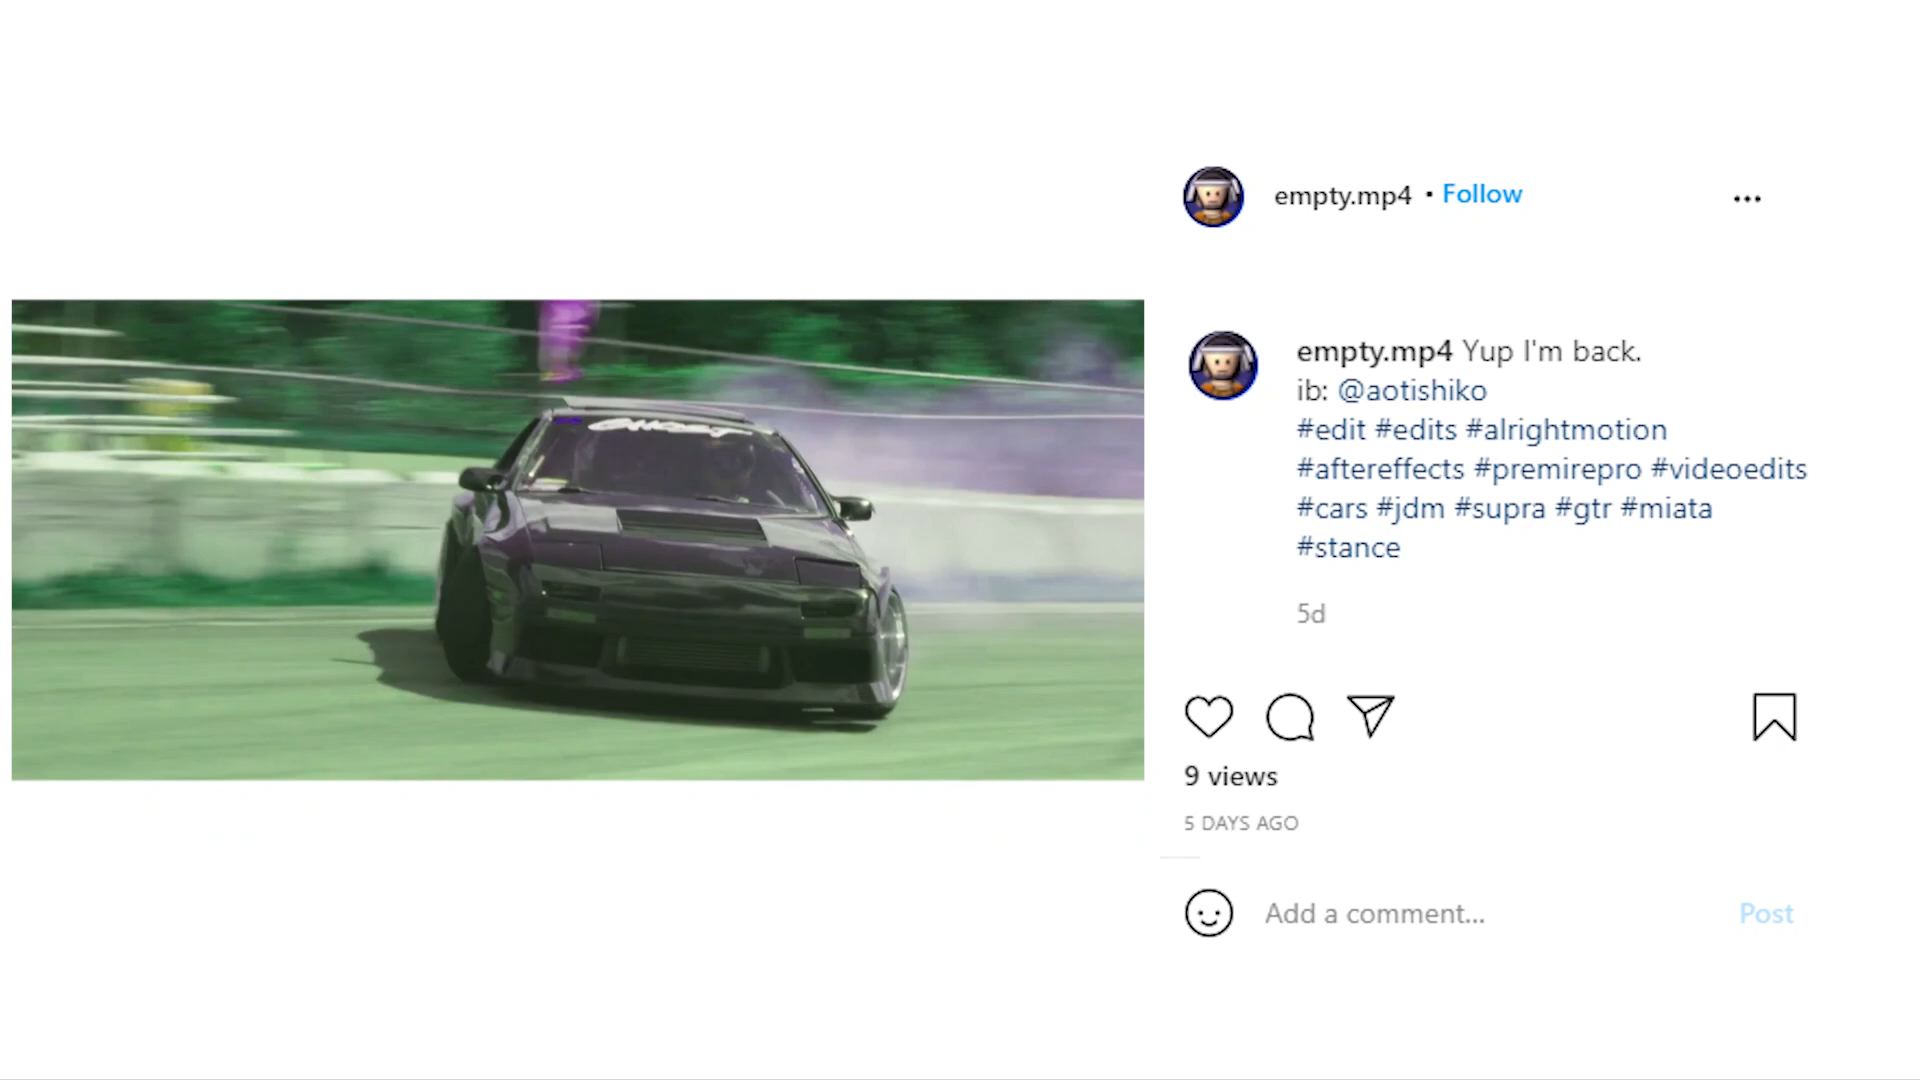 empty.mp4 • Follow
GHOST
empty.mp4 Yup I'm back.
ib: @aotishiko
#edit #edits #alrightmotion
#aftereffects #premirepro #videoedits
#cars #jdm #supra #gtr #miata
#stance
5d
9 views
5 DAYS AGO
Add a comment...
Post